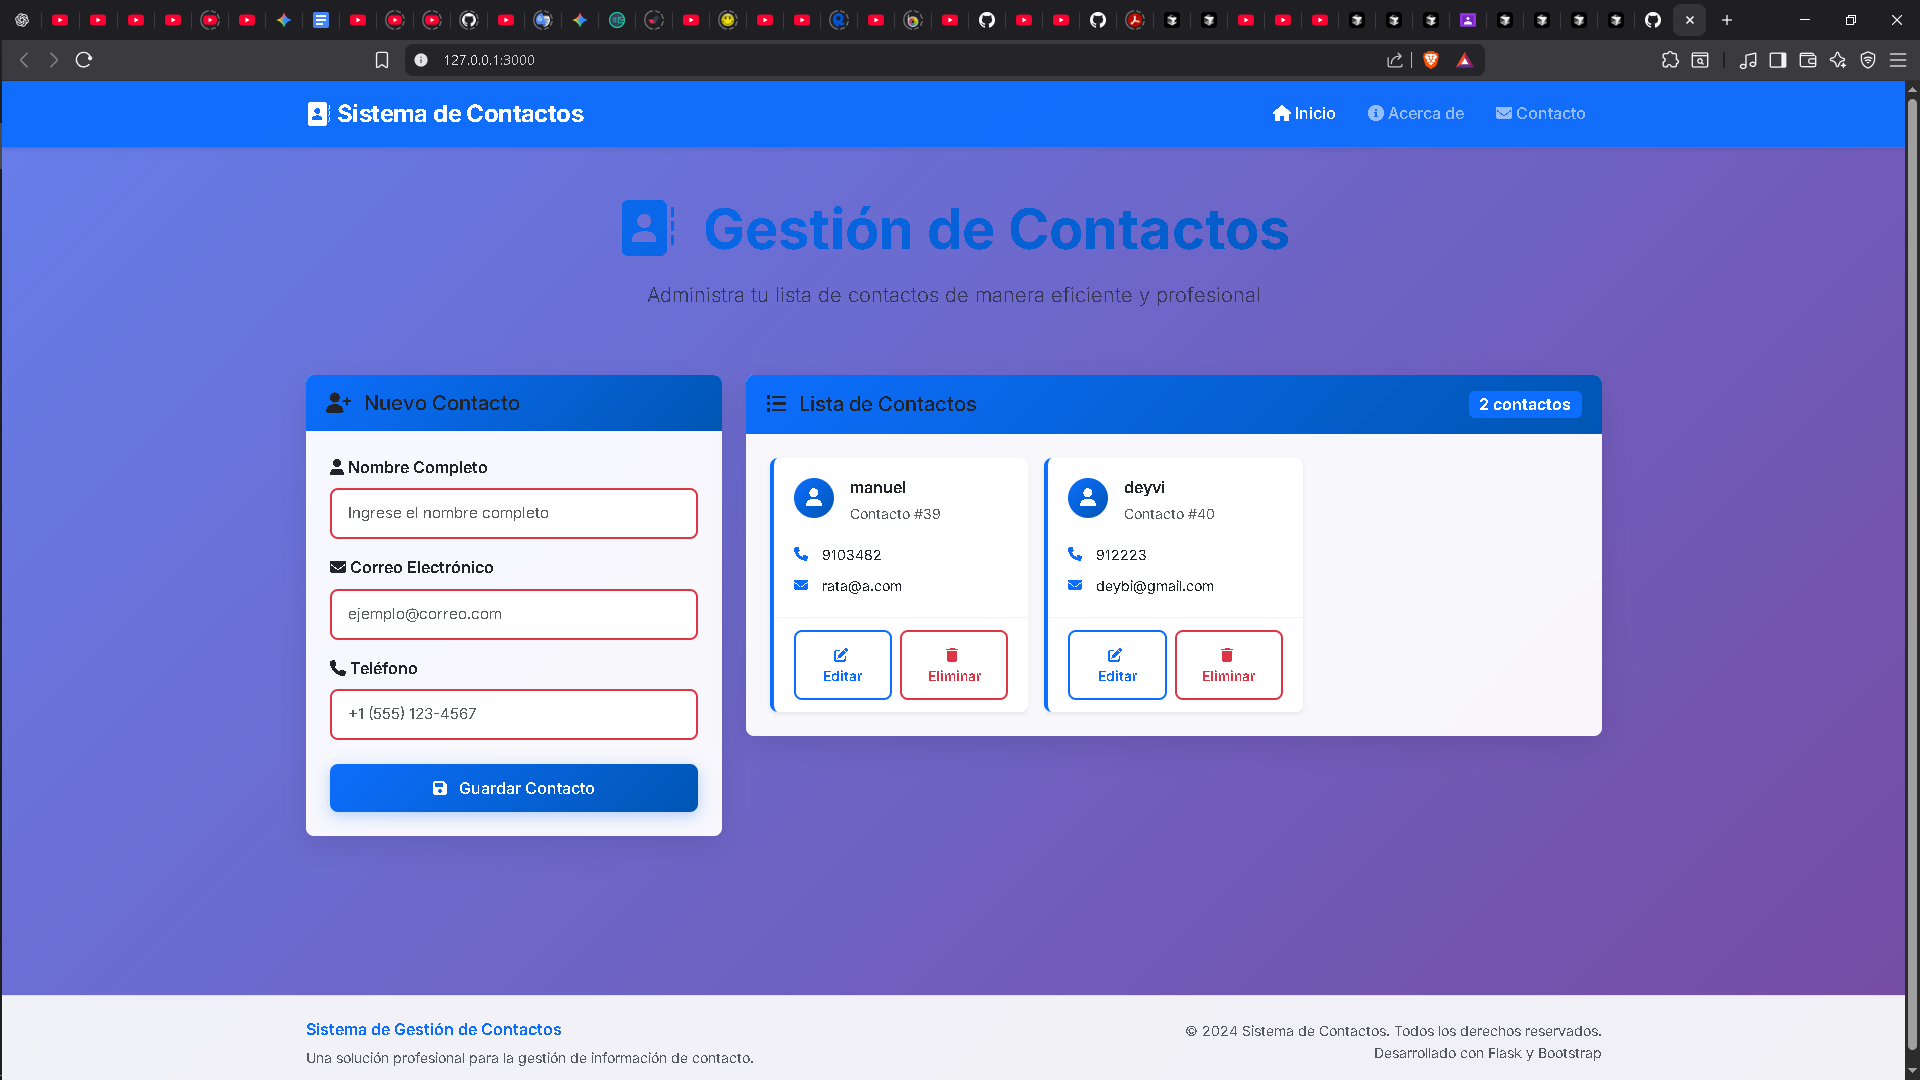 127.0.0.1:3000
Sistema de Contactos
Inicio
Acerca de
Contacto
Gestión de Contactos
Administra tu lista de contactos de manera eficiente y profesional
Nuevo Contacto
Nombre Completo
Ingrese el nombre completo
Correo Electrónico
ejemplo@correo.com
Teléfono
+1 (555) 123-4567
Guardar Contacto
Lista de Contactos
2 contactos
manuel
Contacto #39
9103482
rata@a.com
Editar
Eliminar
deyvi
Contacto #40
912223
deybi@gmail.com
Editar
Eliminar
Sistema de Gestión de Contactos
Una solución profesional para la gestión de información de contacto.
© 2024 Sistema de Contactos. Todos los derechos reservados.
Desarrollado con Flask y Bootstrap